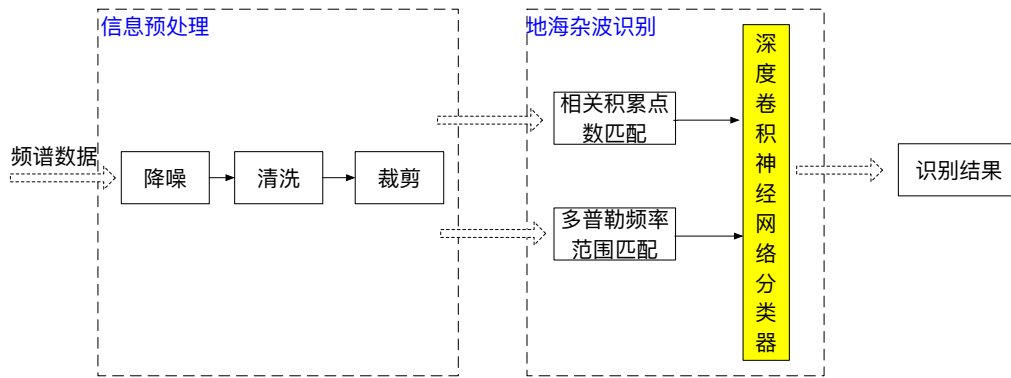 信息预处理
频谱数据
降噪
清洗
裁剪
地海杂波识别
相关积累点
数匹配
多普勒频率
范围匹配
深
度
卷
积
神
经
网
络
分
类
器
识别结果